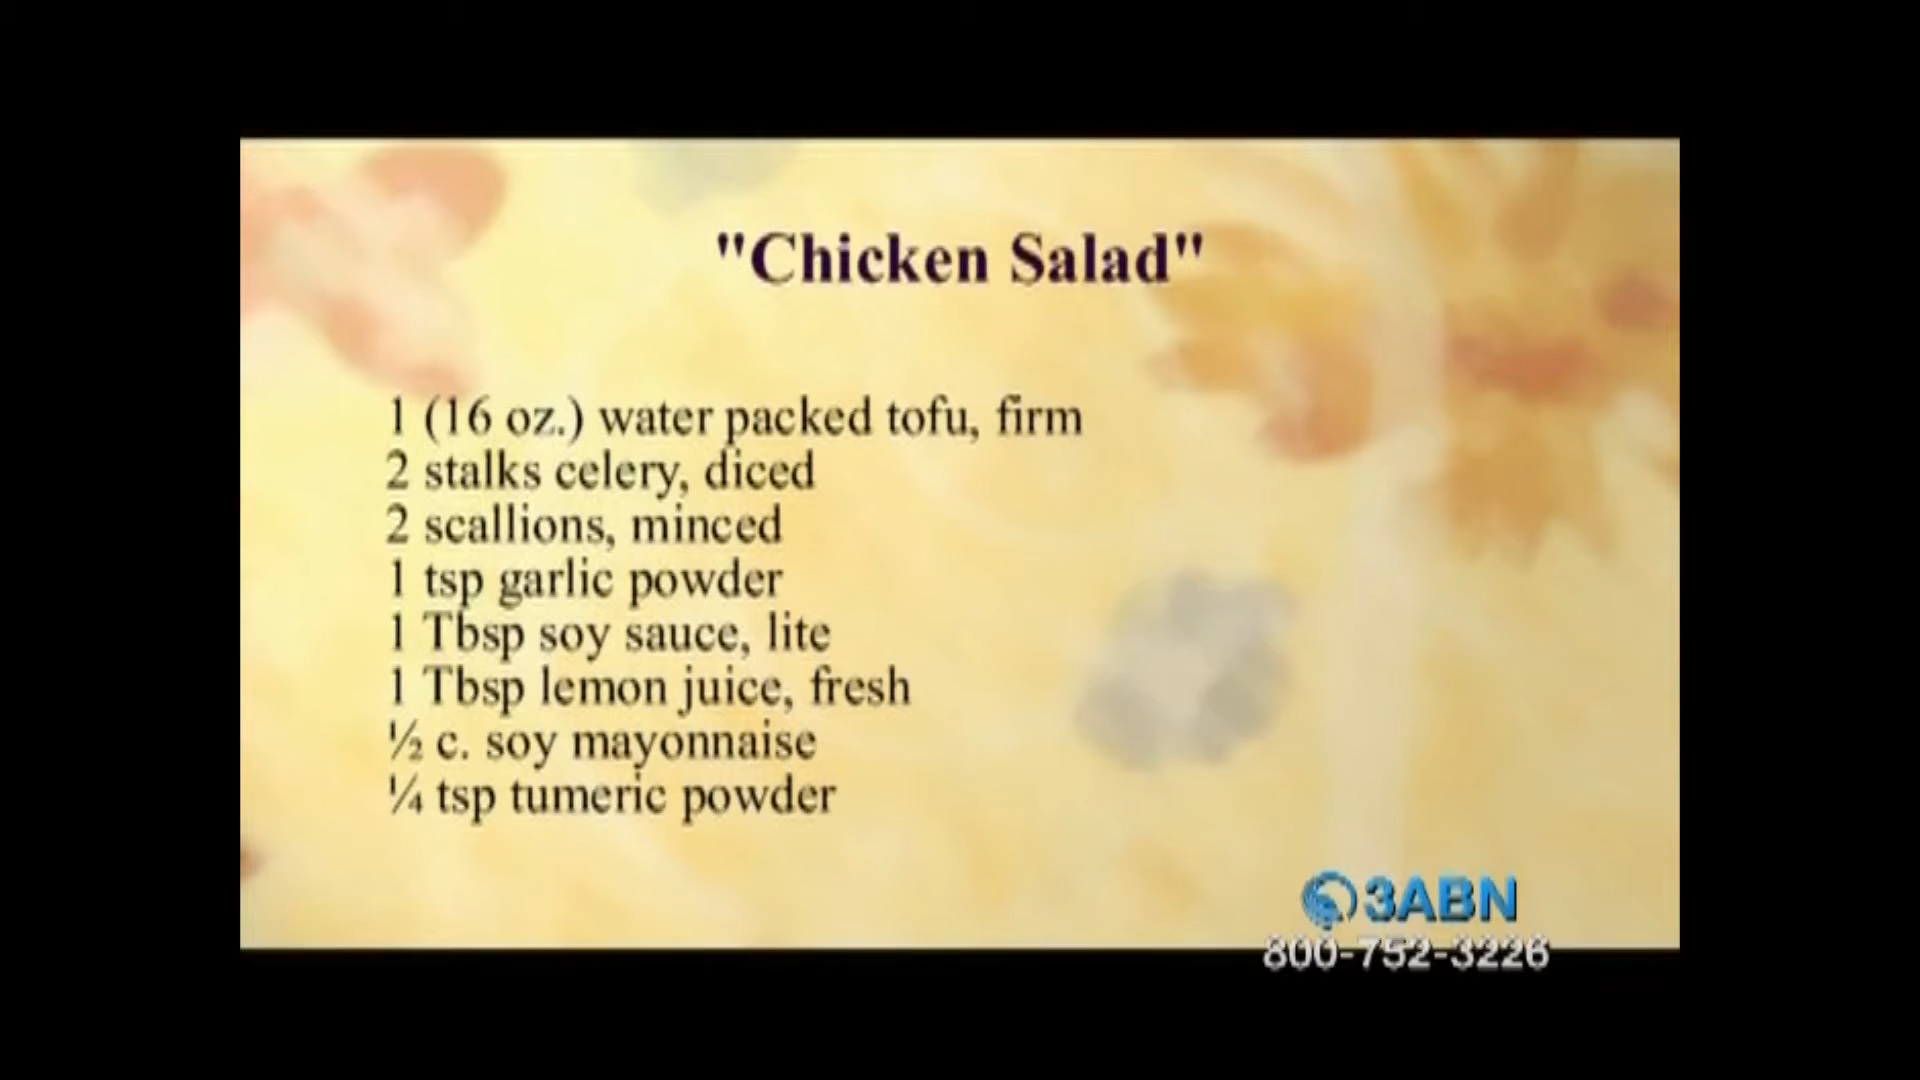 "Chicken Salad"
1 (16 oz.) water packed tofu, firm
2 stalks celery, diced
2 scallions, minced
1 tsp garlic powder
1 Tbsp soy sauce, lite
1 Tbsp lemon juice, fresh
½ c. soy mayonnaise
¼ tsp tumeric powder
3ABN
800-752-3226